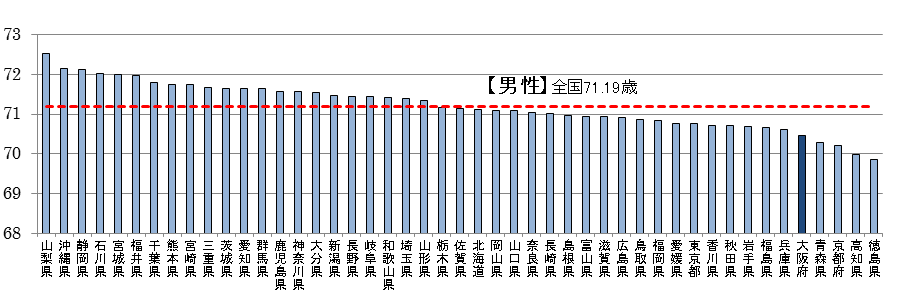 73
72
71
70
69
68
【男性】全国71.19歳
山梨県
沖縄県
静岡県
石川県
宮城県
福井県
千葉県
熊本県
宮崎県
三重県
茨城県
愛知県
群馬県
鹿児島県
神奈川県
大分県
新潟県
長野県
岐阜県
和歌山県
埼玉県
山形県
栃木県
佐賀県
北海道
岡山県
山口県
奈良県
長崎県
島根県
富山県
滋賀県
広島県
鳥取県
福岡県
愛媛県
東京都
香川県
秋田県
岩手県
福島県
兵庫県
大阪府
青森県
京都府
高知県
徳島県